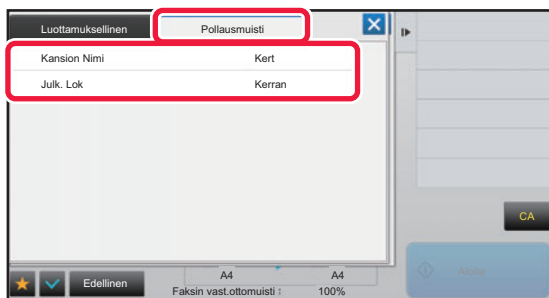 Luottamuksellinen Pollausmuisti
Kansion Nimi Kert
Julk. Lok Kerran
CA
Edellinen
A4 A4
Faksin vast.ottomuisti : 100%